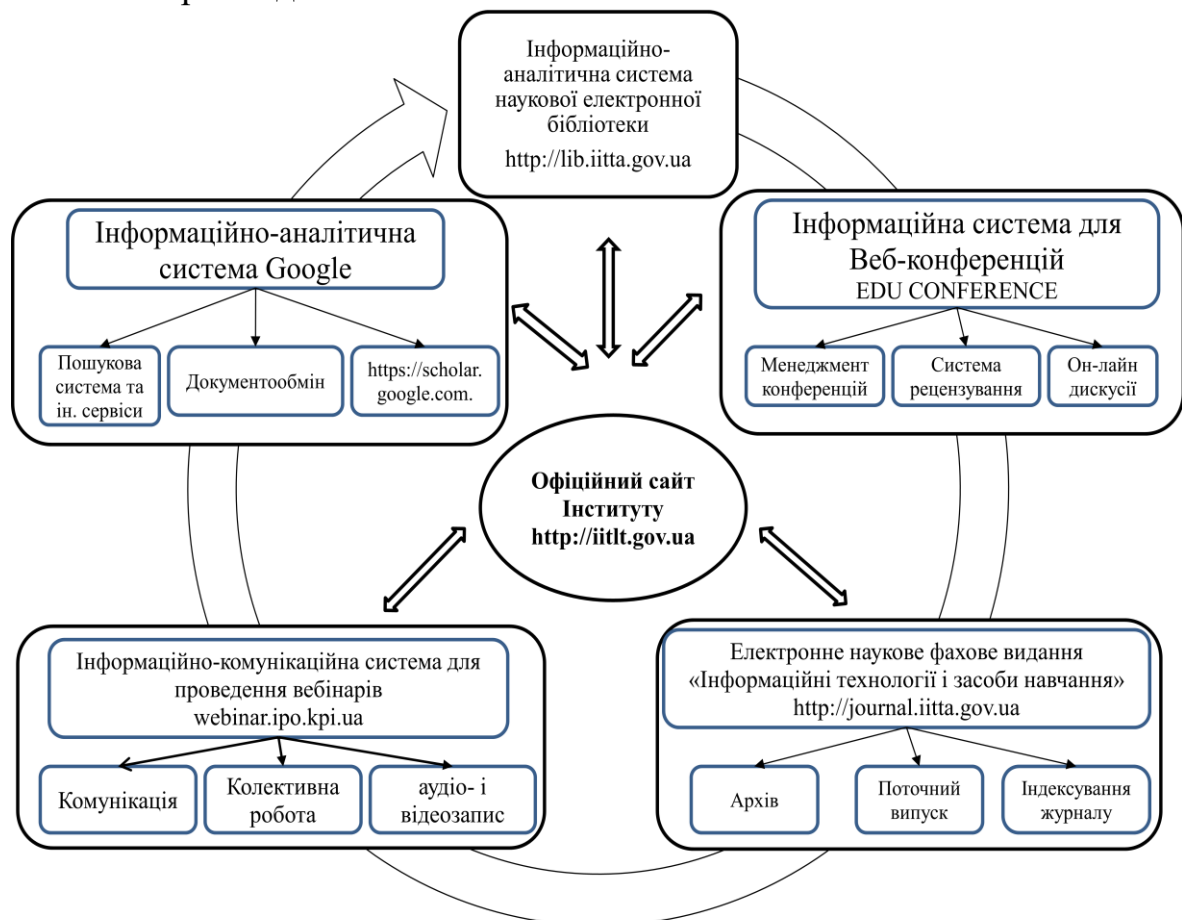 Інформаційно-
аналітична система
наукової електронної
бібліотеки
http://lib.iitta.gov.ua
Інформаційно-аналітична
система Google
Пошукова
система та
ін. сервіси
Документообмін
https://scholar.
google.com.
Інформаційна система для
Веб-конференцій
EDU CONFERENCE
Менеджмент
конференцій
Система
рецензування
Он-лайн
дискусії
Офіційний сайт
Інституту
http://iitlt.gov.ua
Інформаційно-комунікаційна система для
проведення вебінарів
webinar.ipo.kpi.ua
Комунікація
Колективна
робота
аудіо- і
відеозапис
Електронне наукове фахове видання
«Інформаційні технології і засоби навчання»
http://journal.iitta.gov.ua
Архів
Поточний
випуск
Індексування
журналу